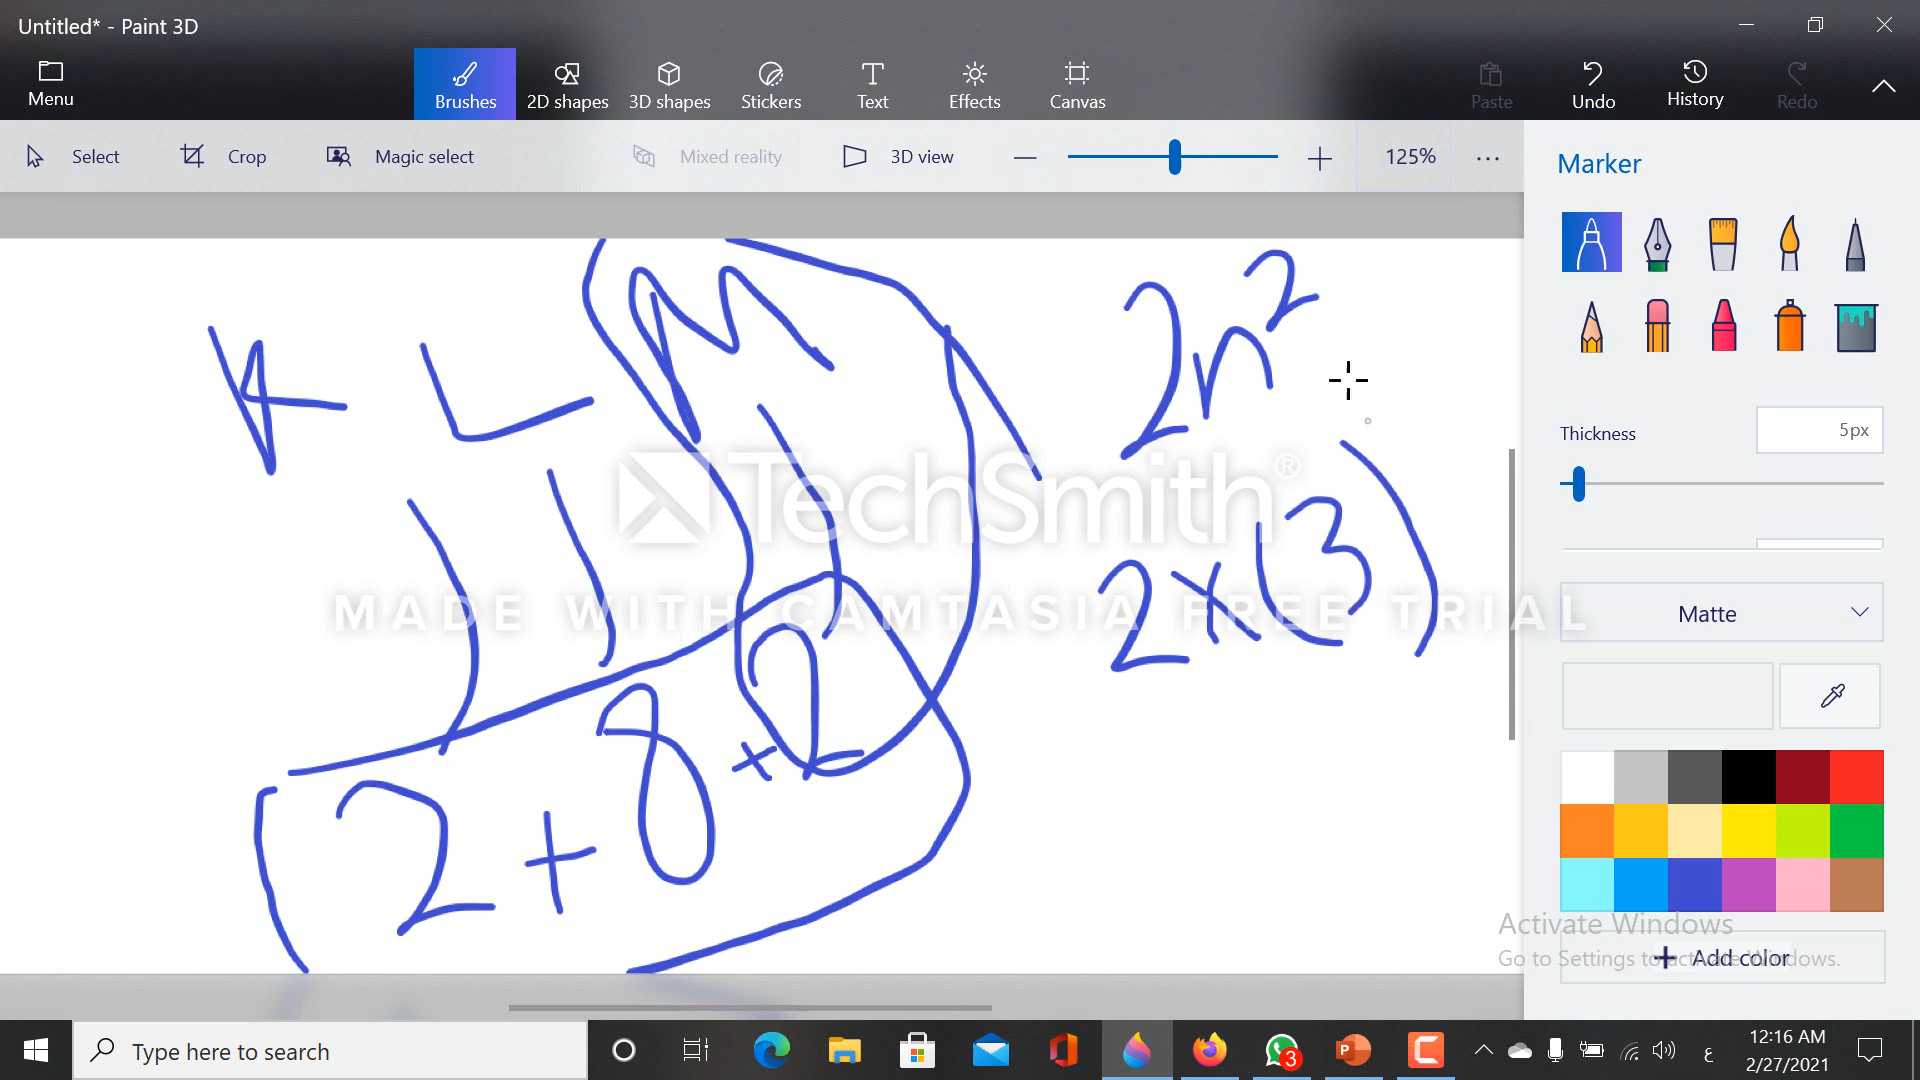 Untitled* - Paint 3D
Menu
Brushes
2D shapes
3D shapes
Stickers
Text
Effects
Canvas
Paste
Undo
History
Redo
Select
Crop
Magic select
Mixed reality
3D view
125%
Marker
Thickness
5px
Matte
Add color
K L M
2 + 8 + 2
2n²
2×(3)
TechSmith®
MADE WITH CAMTASIA FREE TRIAL
Activate Windows
Go to Settings to activate Windows.
Type here to search
3
ع
12:16 AM
2/27/2021